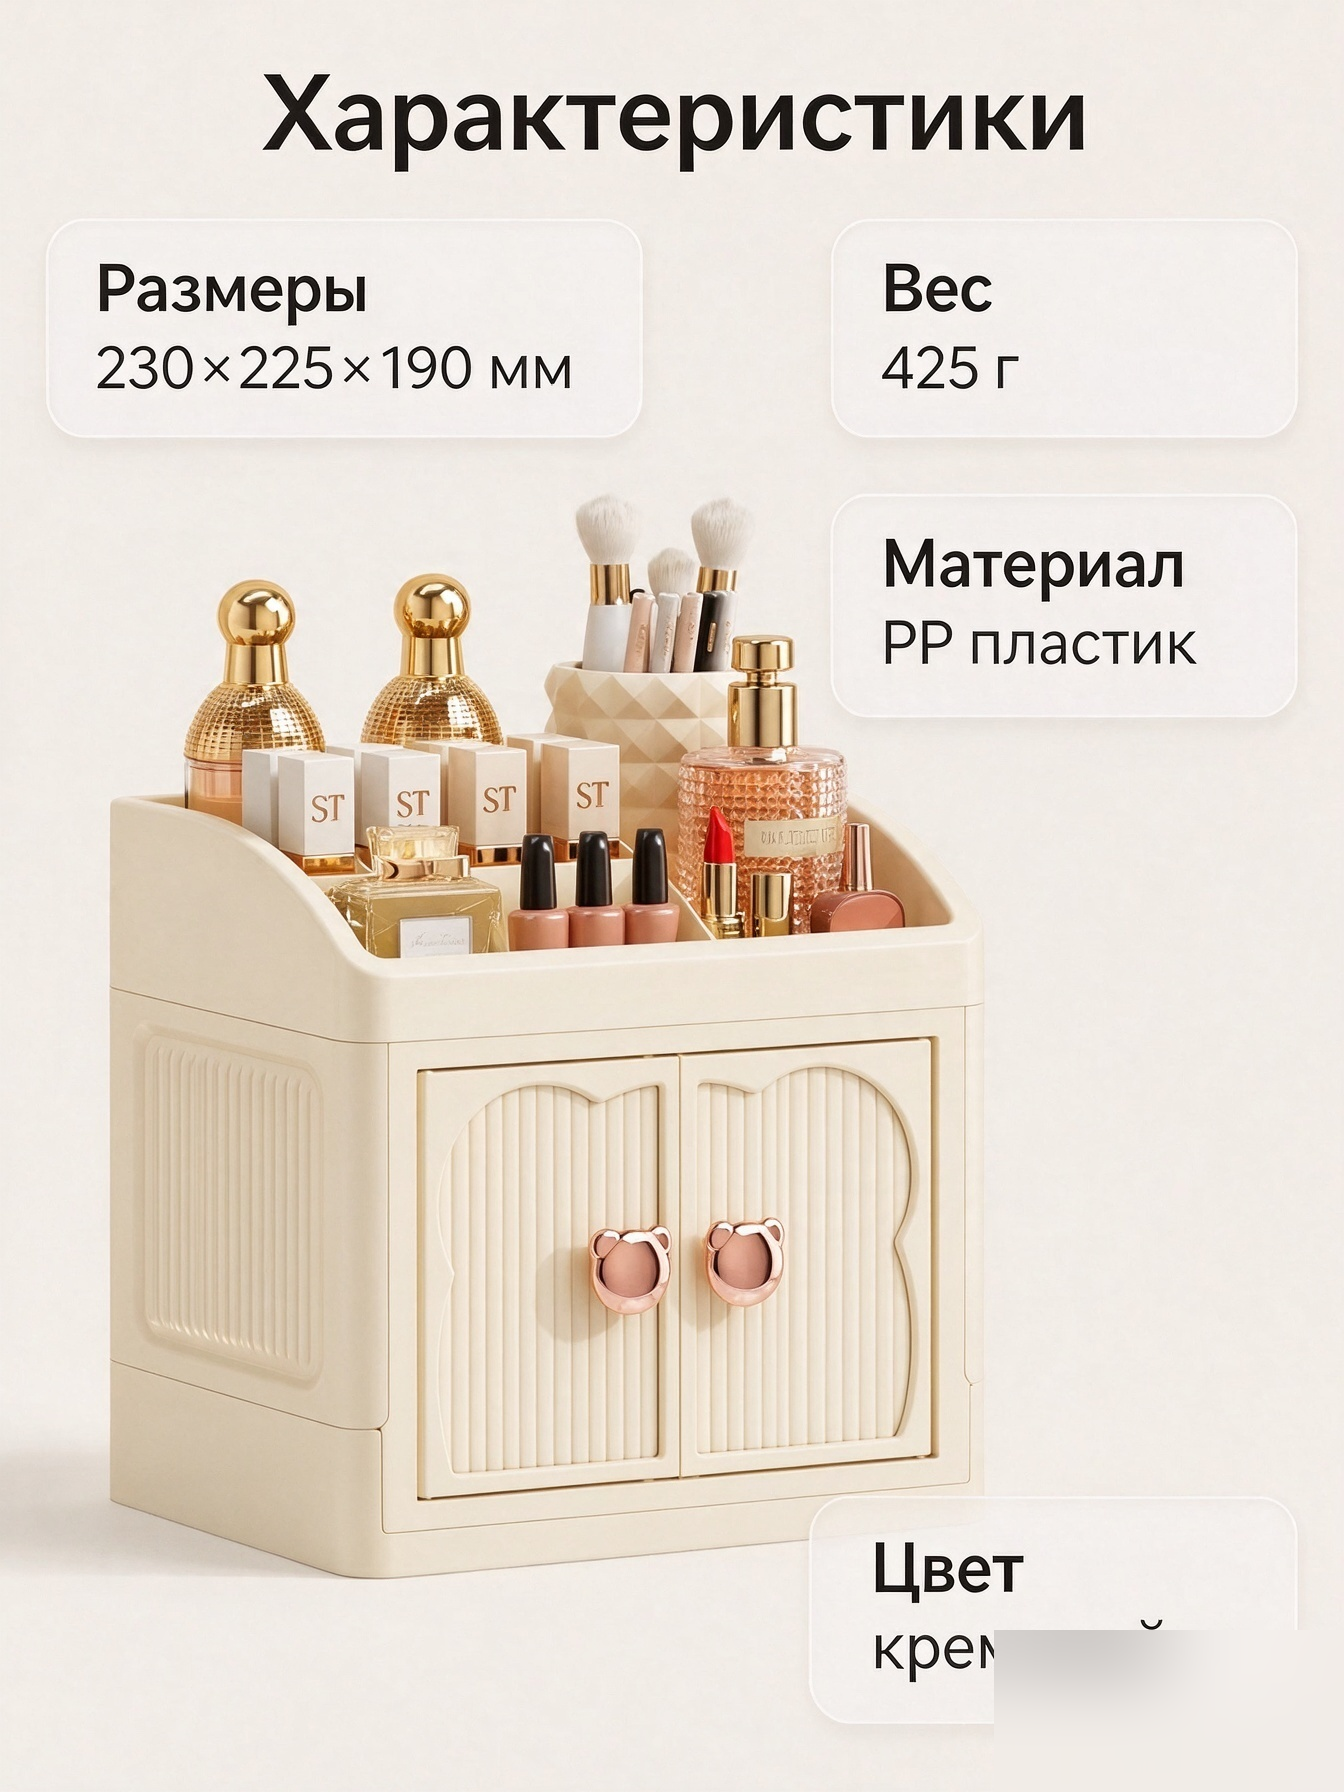 Характеристики
Размеры
230×225×190 мм
Вес
425 г
Материал
PP пластик
ST
ST
ST
ST
Цвет